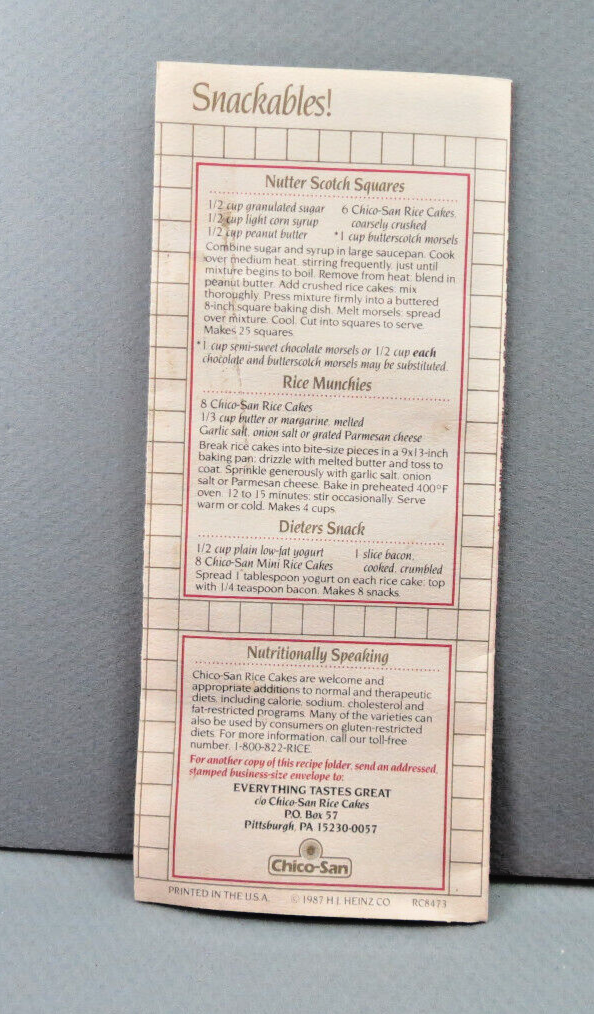 Snackables!
Nutter Scotch Squares
1/2 cup granulated sugar
1/2 cup light corn syrup
1/2 cup peanut butter
6 Chico-San Rice Cakes,
coarsely crushed
*1 cup butterscotch morsels
Combine sugar and syrup in large saucepan. Cook
over medium heat, stirring frequently, just until
mixture begins to boil. Remove from heat; blend in
peanut butter. Add crushed rice cakes; mix
thoroughly. Press mixture firmly into a buttered
8-inch square baking dish. Melt morsels; spread
over mixture. Cool. Cut into squares to serve.
Makes 25 squares.
*1 cup semi-sweet chocolate morsels or 1/2 cup each
chocolate and butterscotch morsels may be substituted.
Rice Munchies
8 Chico-San Rice Cakes
1/3 cup butter or margarine, melted
Garlic salt, onion salt or grated Parmesan cheese
Break rice cakes into bite-size pieces in a 9x13-inch
baking pan; drizzle with melted butter and toss to
coat. Sprinkle generously with garlic salt, onion
salt or Parmesan cheese. Bake in preheated 400°F
oven, 12 to 15 minutes; stir occasionally. Serve
warm or cold. Makes 4 cups.
Dieters Snack
1/2 cup plain low-fat yogurt
8 Chico-San Mini Rice Cakes
1 slice bacon,
cooked, crumbled
Spread 1 tablespoon yogurt on each rice cake; top
with 1/4 teaspoon bacon. Makes 8 snacks.
Nutritionally Speaking
Chico-San Rice Cakes are welcome and
appropriate additions to normal and therapeutic
diets, including calorie, sodium, cholesterol and
fat-restricted programs. Many of the varieties can
also be used by consumers on gluten-restricted
diets. For more information, call our toll-free
number, 1-800-822-RICE.
For another copy of this recipe folder, send an addressed,
stamped business-size envelope to:
EVERYTHING TASTES GREAT
c/o Chico-San Rice Cakes
P.O. Box 57
Pittsburgh, PA 15230-0057
Chico-San
PRINTED IN THE U.S.A. © 1987 H.J. HEINZ CO. RC8473